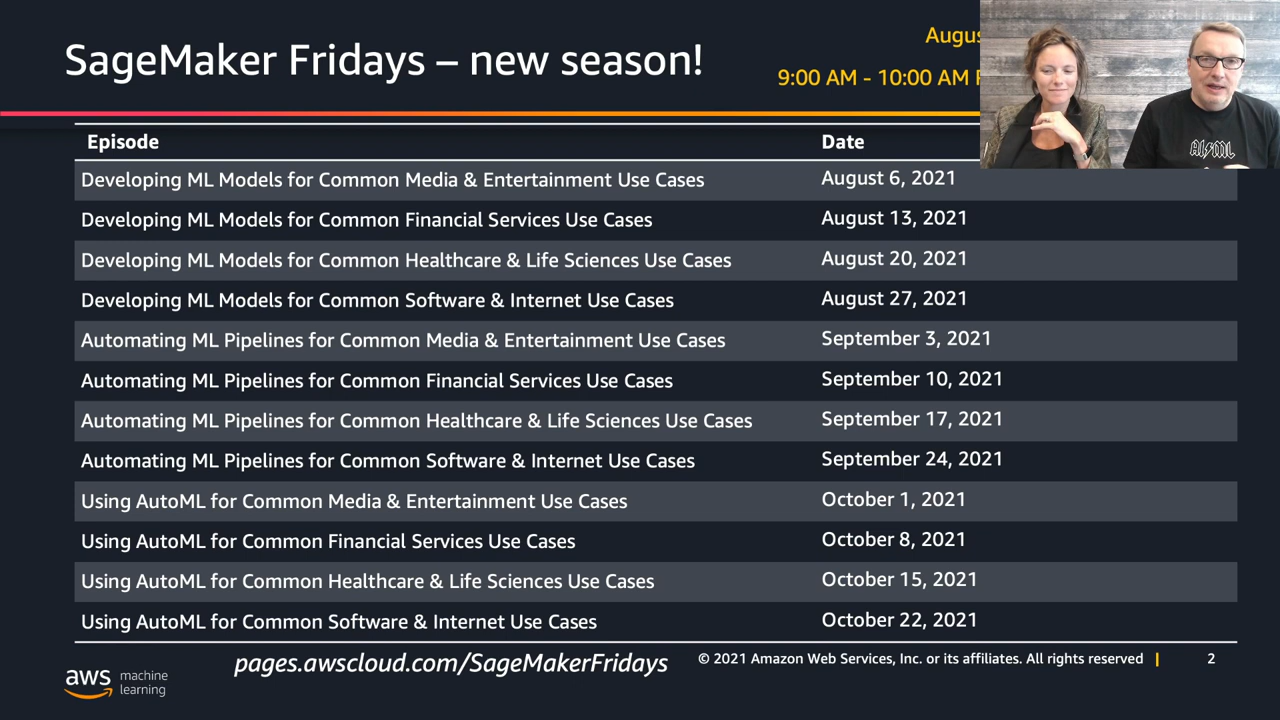 SageMaker Fridays – new season!
9:00 AM - 10:00 AM
AI/ML
Episode Date
Developing ML Models for Common Media & Entertainment Use Cases August 6, 2021
Developing ML Models for Common Financial Services Use Cases August 13, 2021
Developing ML Models for Common Healthcare & Life Sciences Use Cases August 20, 2021
Developing ML Models for Common Software & Internet Use Cases August 27, 2021
Automating ML Pipelines for Common Media & Entertainment Use Cases September 3, 2021
Automating ML Pipelines for Common Financial Services Use Cases September 10, 2021
Automating ML Pipelines for Common Healthcare & Life Sciences Use Cases September 17, 2021
Automating ML Pipelines for Common Software & Internet Use Cases September 24, 2021
Using AutoML for Common Media & Entertainment Use Cases October 1, 2021
Using AutoML for Common Financial Services Use Cases October 8, 2021
Using AutoML for Common Healthcare & Life Sciences Use Cases October 15, 2021
Using AutoML for Common Software & Internet Use Cases October 22, 2021
aws machine learning
pages.awscloud.com/SageMakerFridays
© 2021 Amazon Web Services, Inc. or its affiliates. All rights reserved | 2